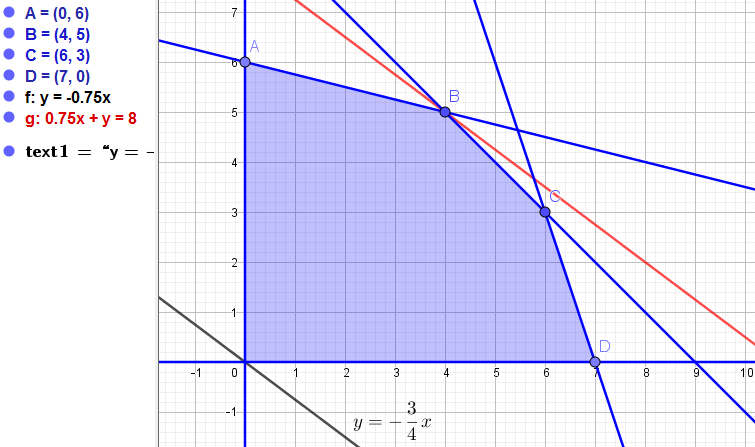 A = (0, 6)
B = (4, 5)
C = (6, 3)
D = (7, 0)
f: y = -0.75x
g: 0.75x + y = 8
text1 = “y = –
7
A
6
B
5
4
C
3
2
1
D
-1 0 1 2 3 4 5 6 7 8 9 10
-1
y = -3/4 x